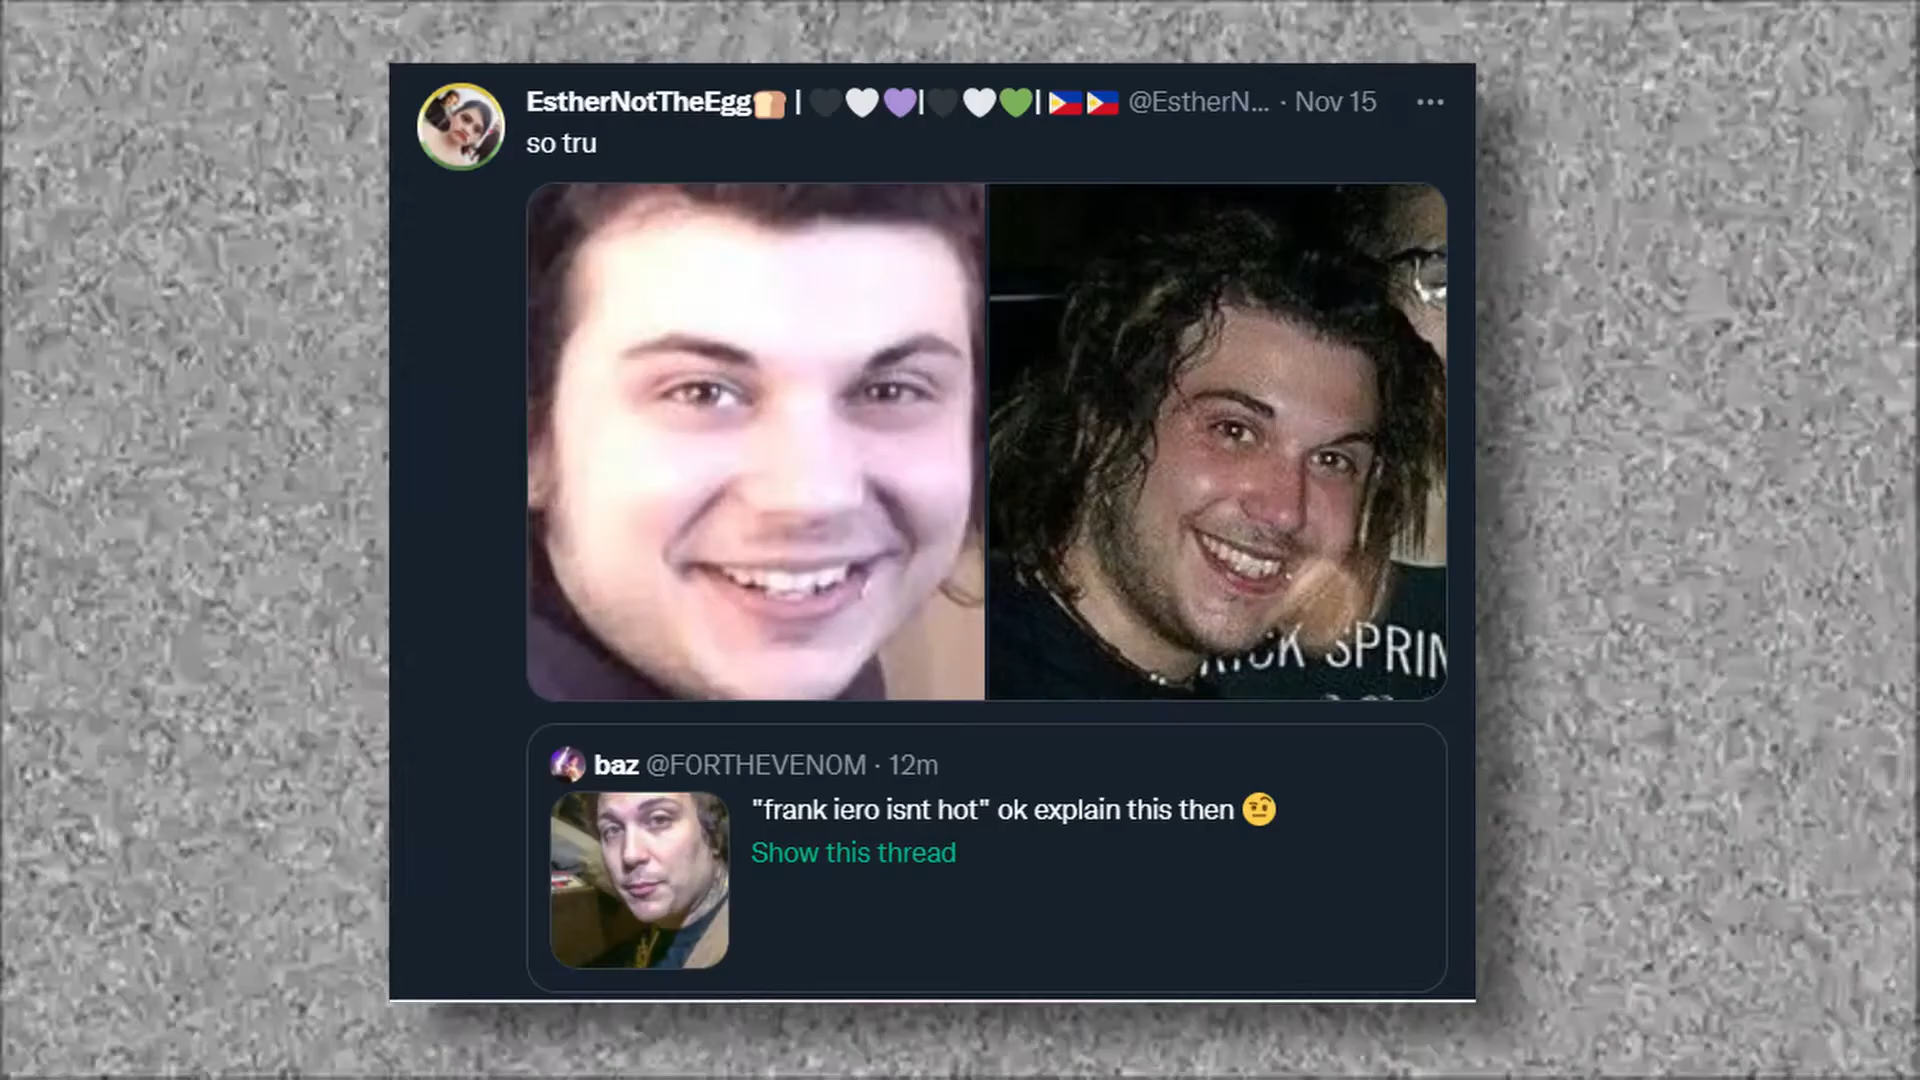 EstherNotTheEgg🍞 | 🖤🤍💜|🖤🤍💚|🇵🇭🇵🇭 @EstherN... · Nov 15
so tru
RICK SPRIN
baz @FORTHEVENOM · 12m
"frank iero isnt hot" ok explain this then 🤨
Show this thread